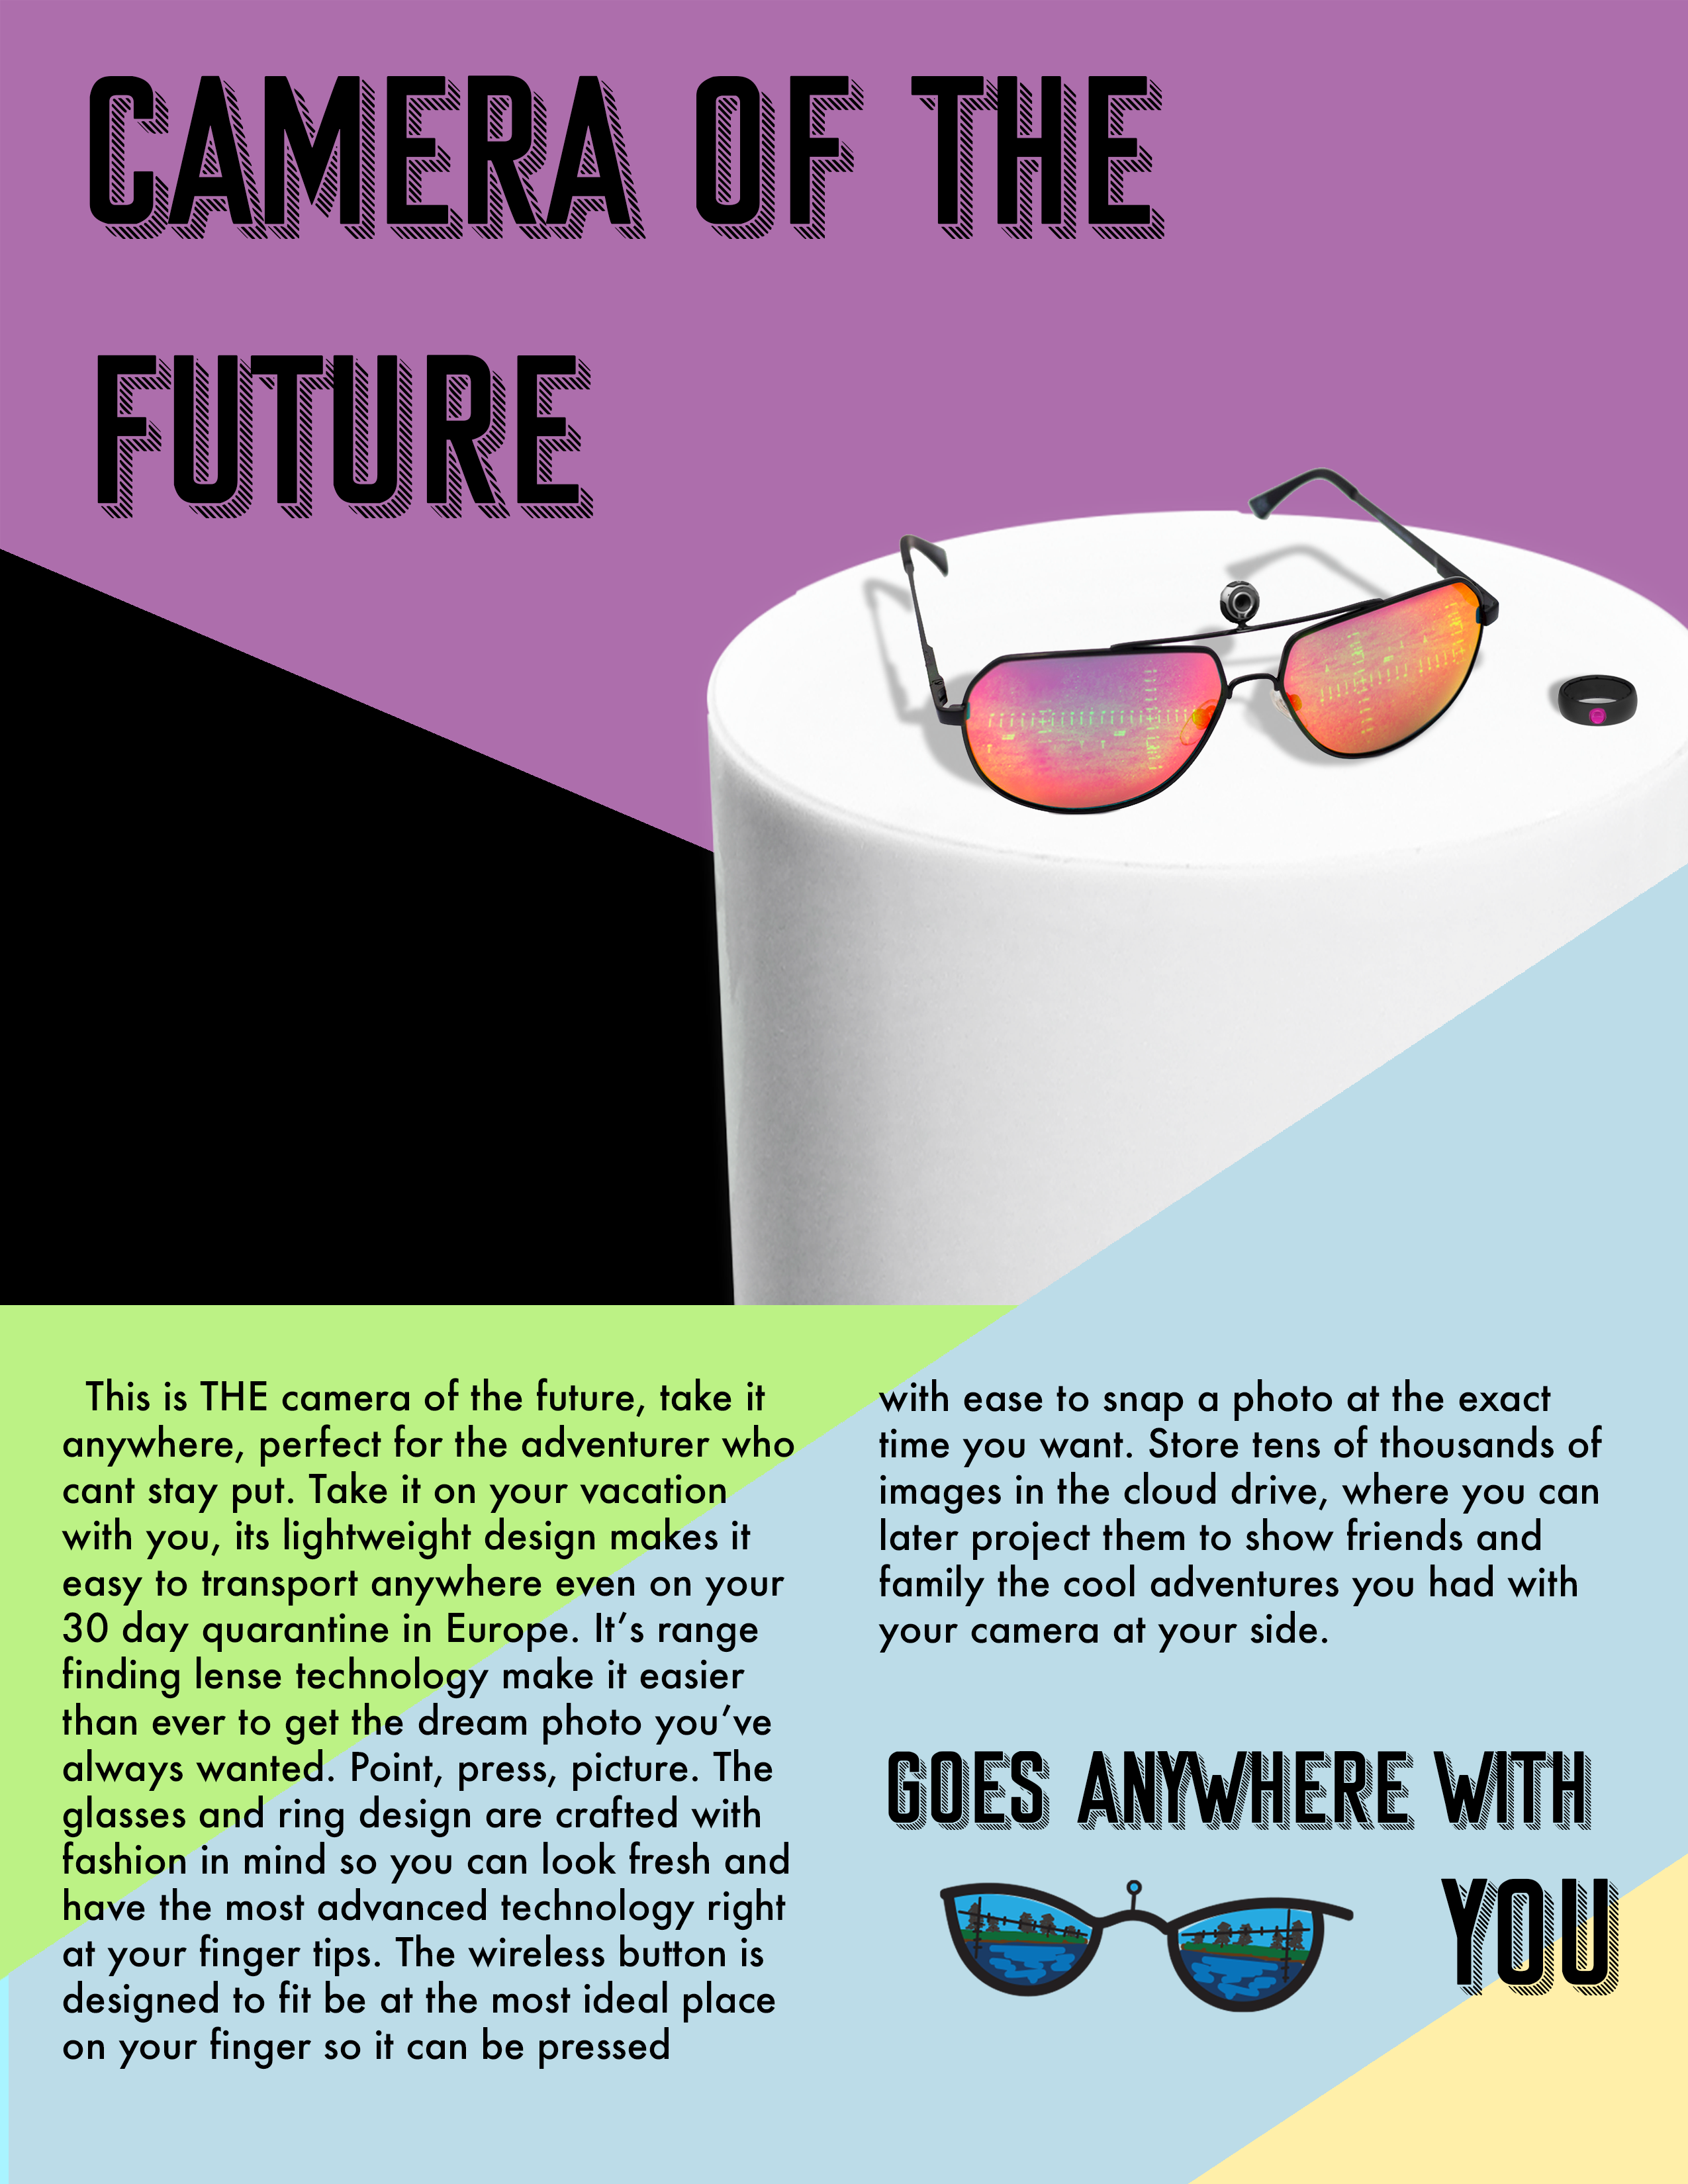 CAMERA OF THE
FUTURE
This is THE camera of the future, take it
anywhere, perfect for the adventurer who
cant stay put. Take it on your vacation
with you, its lightweight design makes it
easy to transport anywhere even on your
30 day quarantine in Europe. It’s range
finding lense technology make it easier
than ever to get the dream photo you’ve
always wanted. Point, press, picture. The
glasses and ring design are crafted with
fashion in mind so you can look fresh and
have the most advanced technology right
at your finger tips. The wireless button is
designed to fit be at the most ideal place
on your finger so it can be pressed
with ease to snap a photo at the exact
time you want. Store tens of thousands of
images in the cloud drive, where you can
later project them to show friends and
family the cool adventures you had with
your camera at your side.
GOES ANYWHERE WITH
YOU